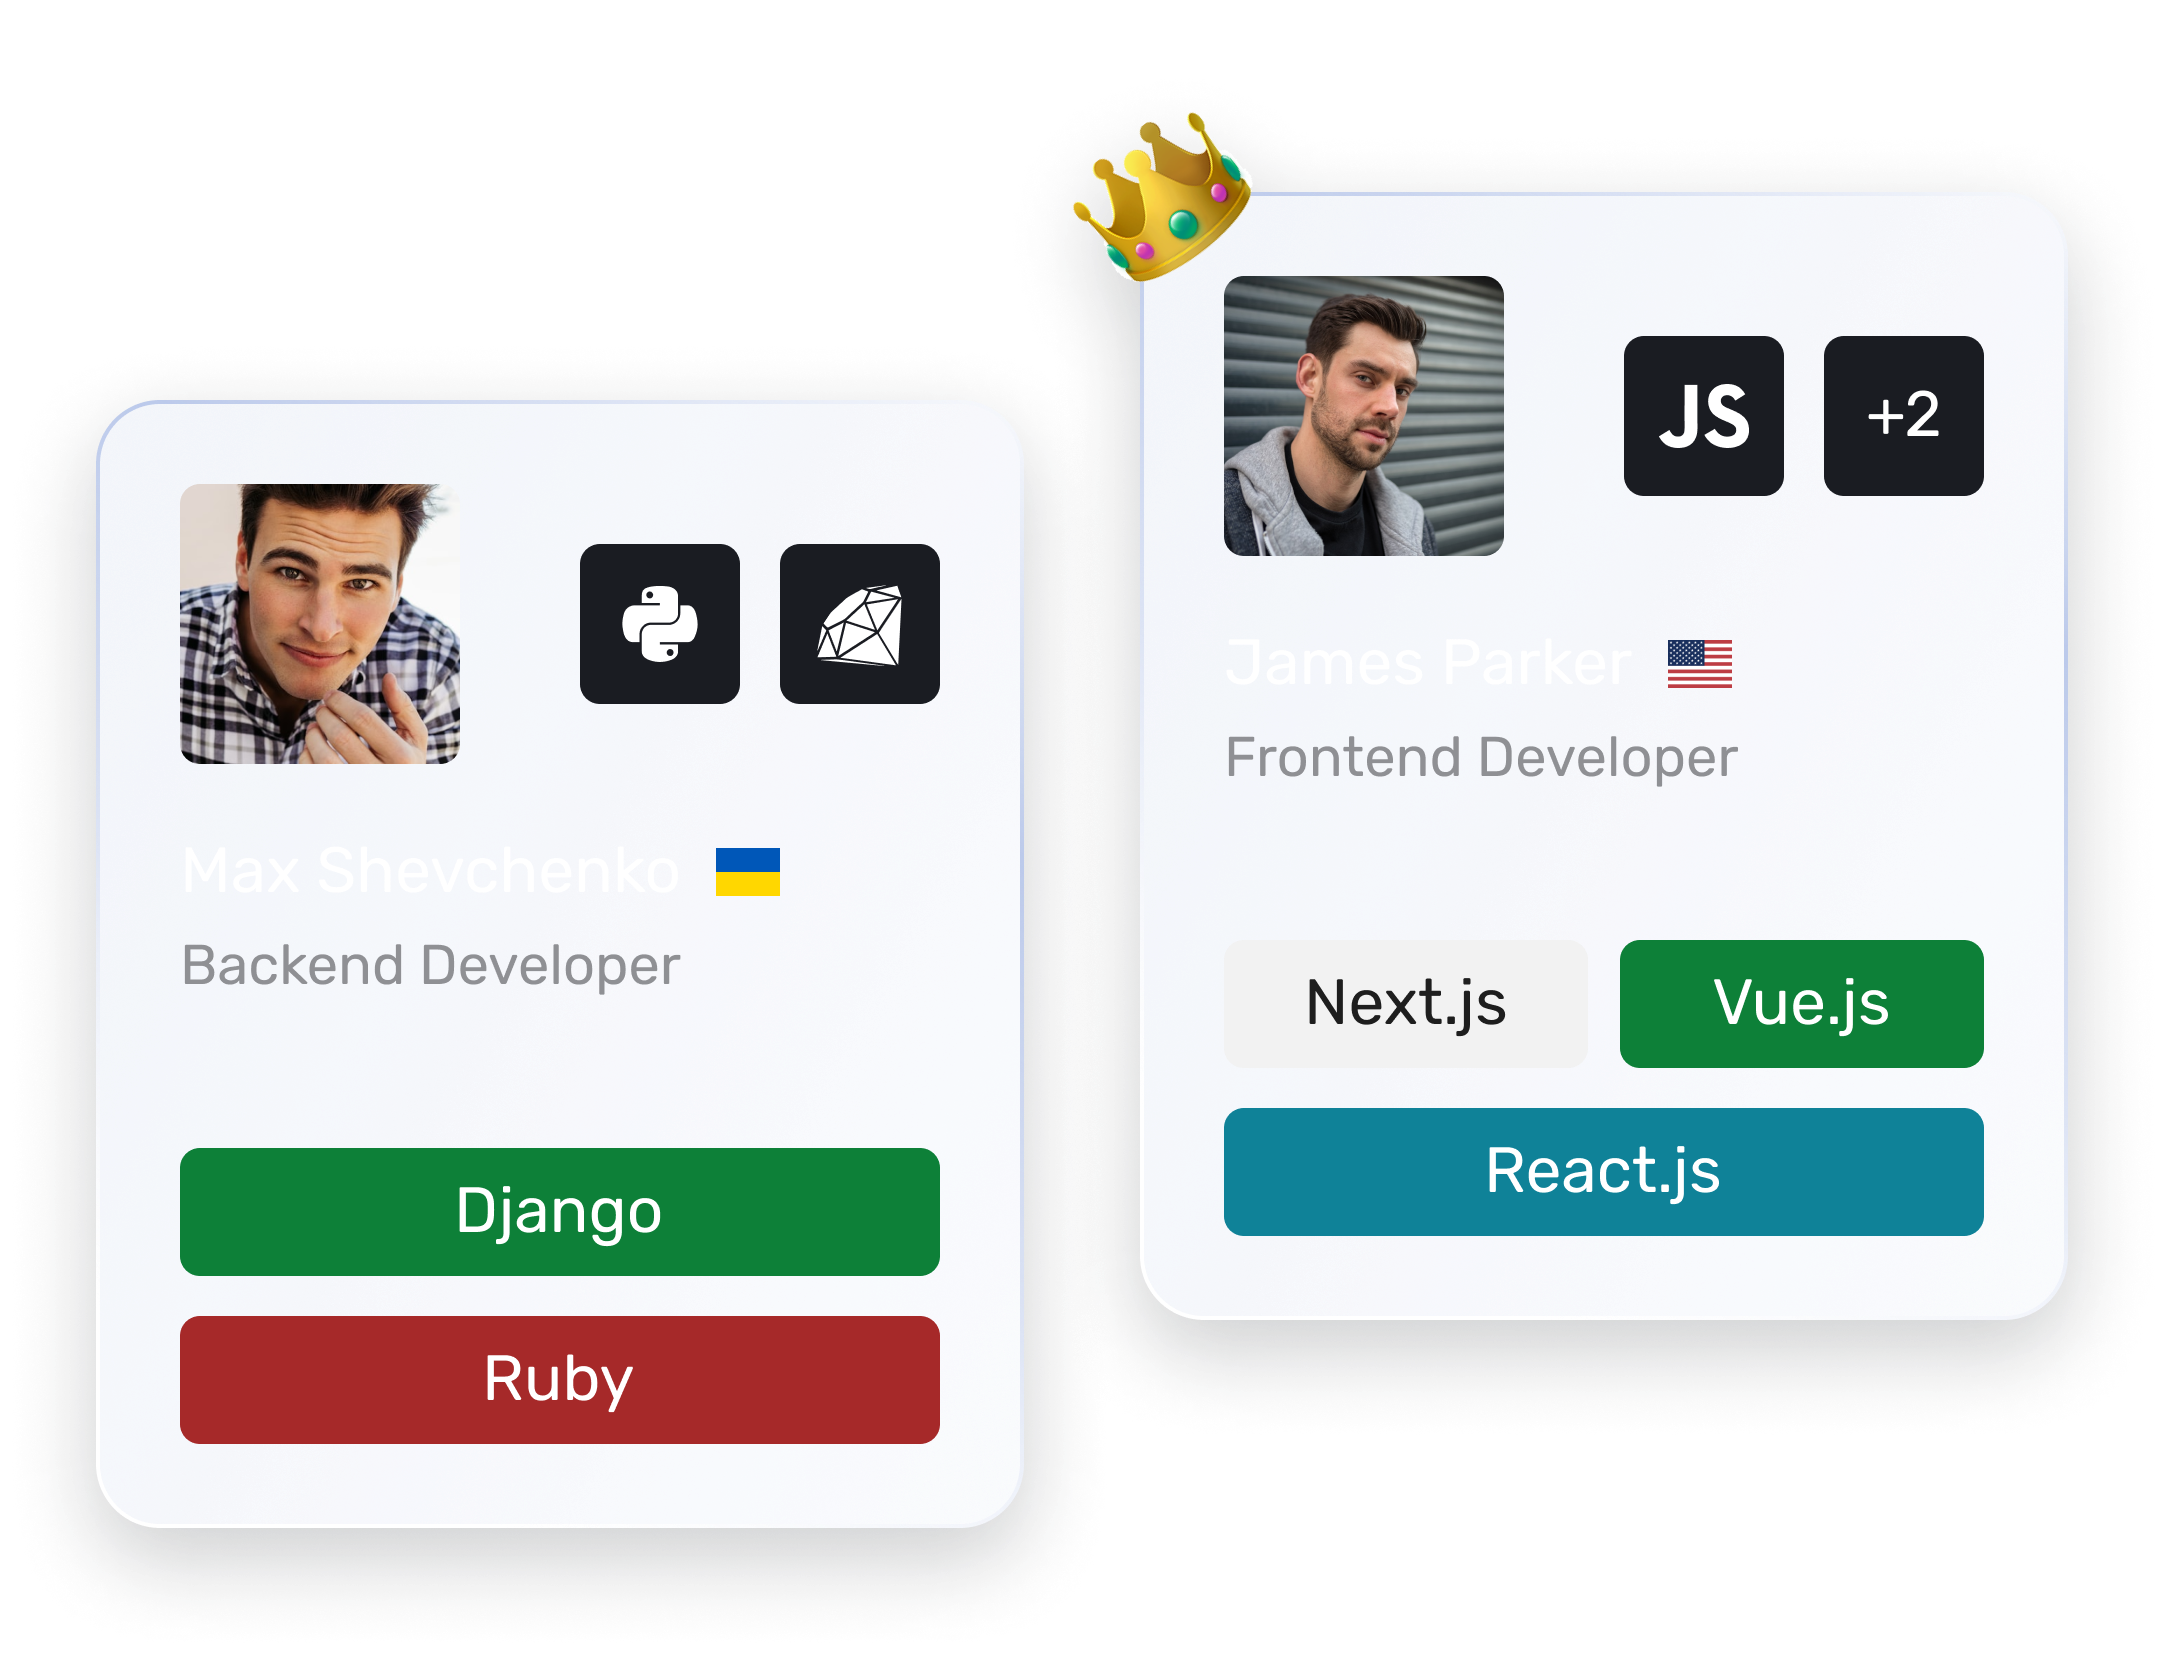 Max Shevchenko
Backend Developer
Django
Ruby
JS
+2
James Parker
Frontend Developer
Next.js
Vue.js
React.js